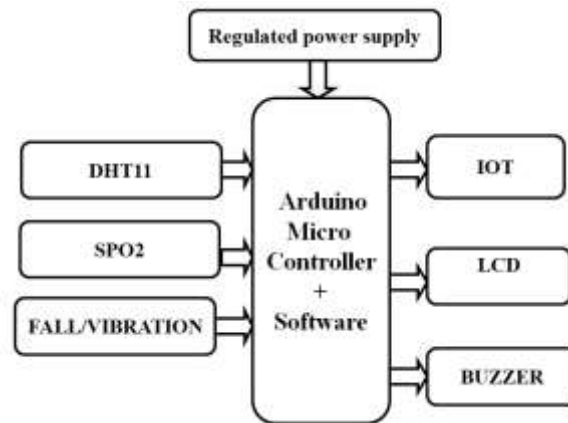 Regulated power supply
DHT11
SPO2
FALL/VIBRATION
Arduino
Micro
Controller
+
Software
IOT
LCD
BUZZER